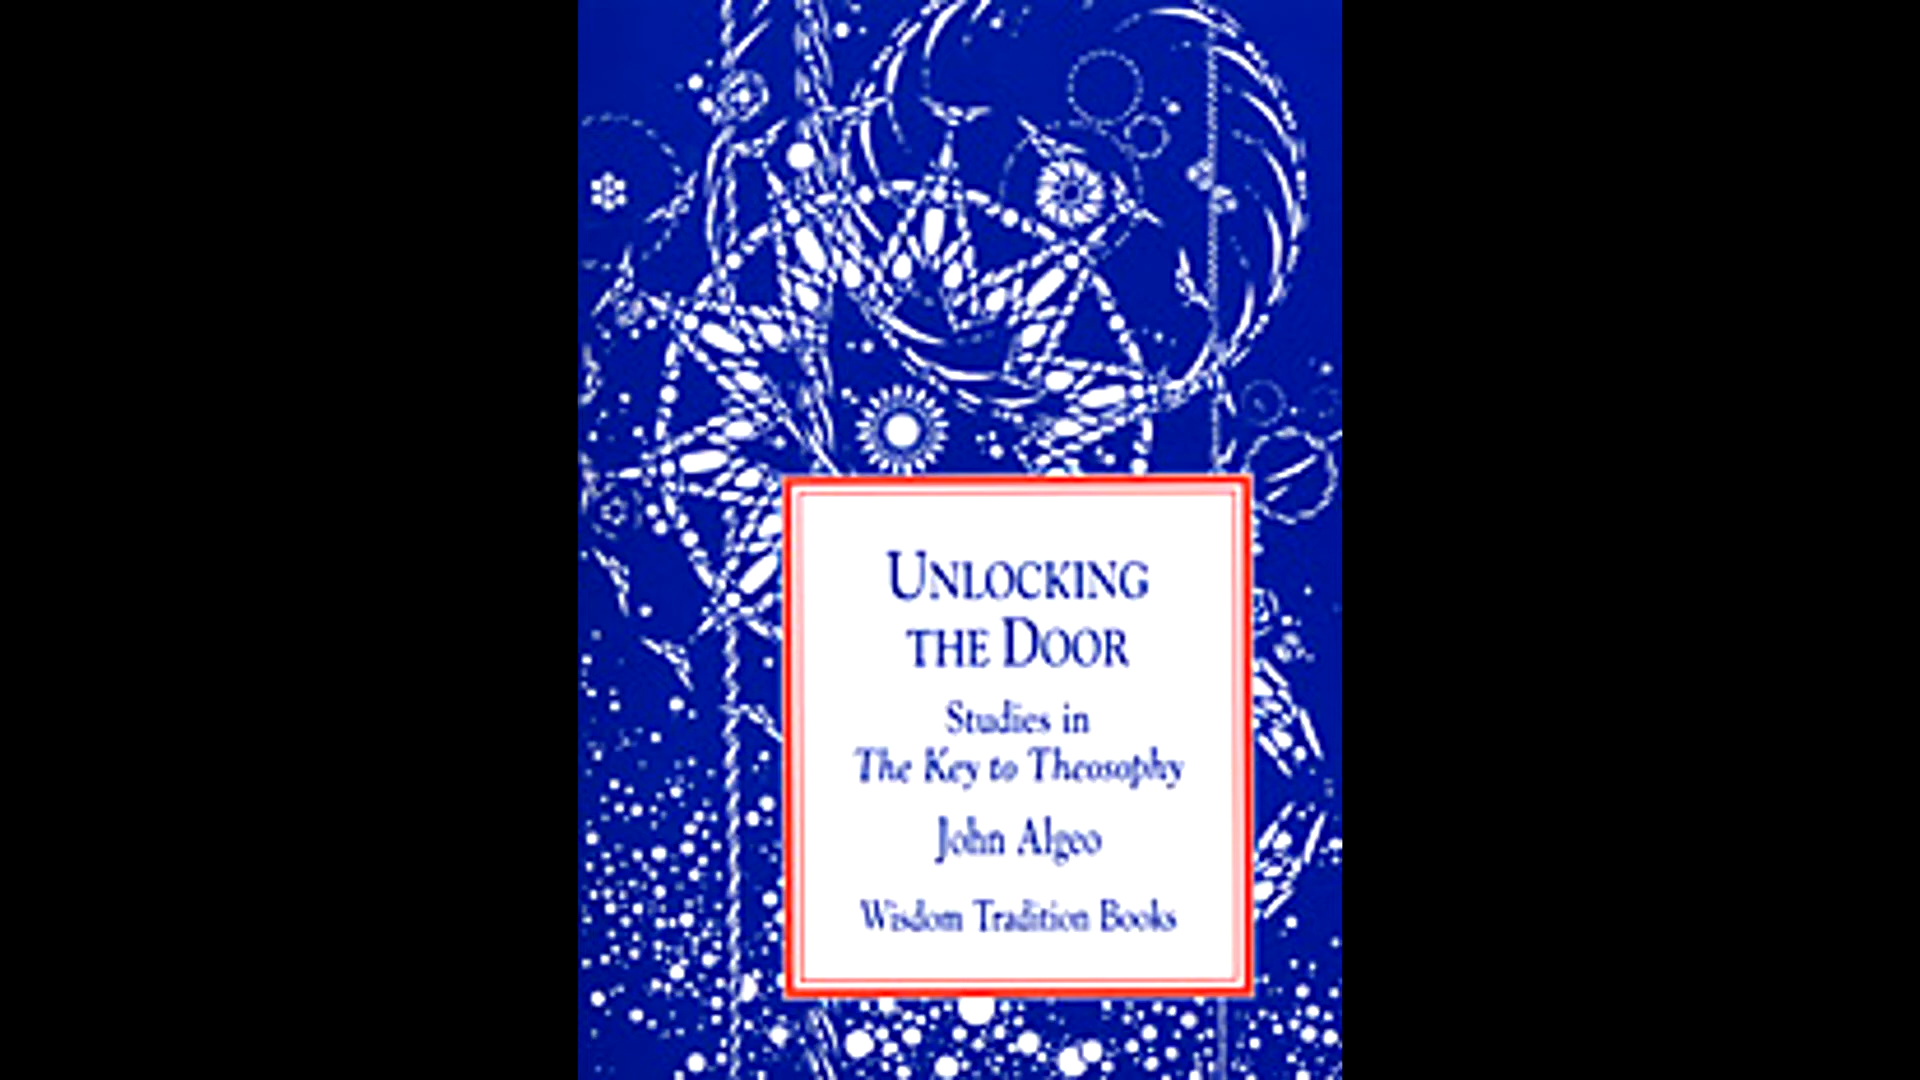 UNLOCKING
THE DOOR
Studies in
The Key to Theosophy
John Algeo
Wisdom Tradition Books